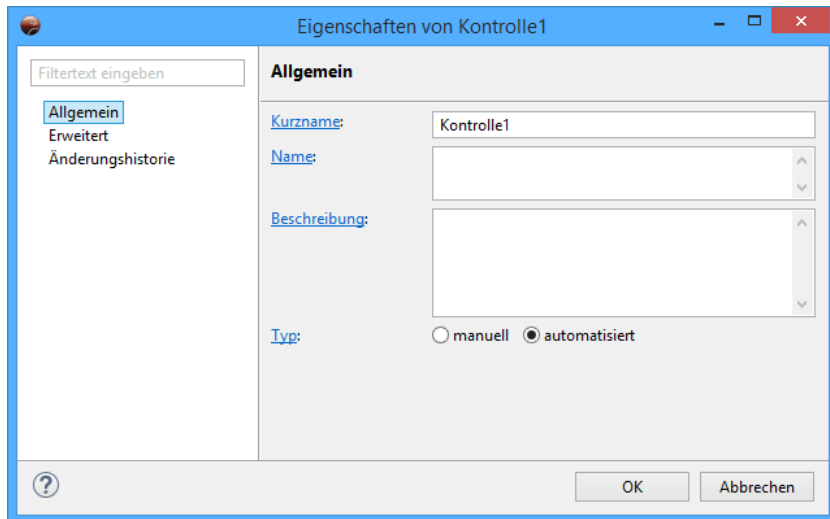 Eigenschaften von Kontrolle1
Filtertext eingeben
Allgemein
Erweitert
Änderungshistorie
Allgemein
Kurzname: Kontrolle1
Name:
Beschreibung:
Typ: manuell automatisiert
? OK Abbrechen